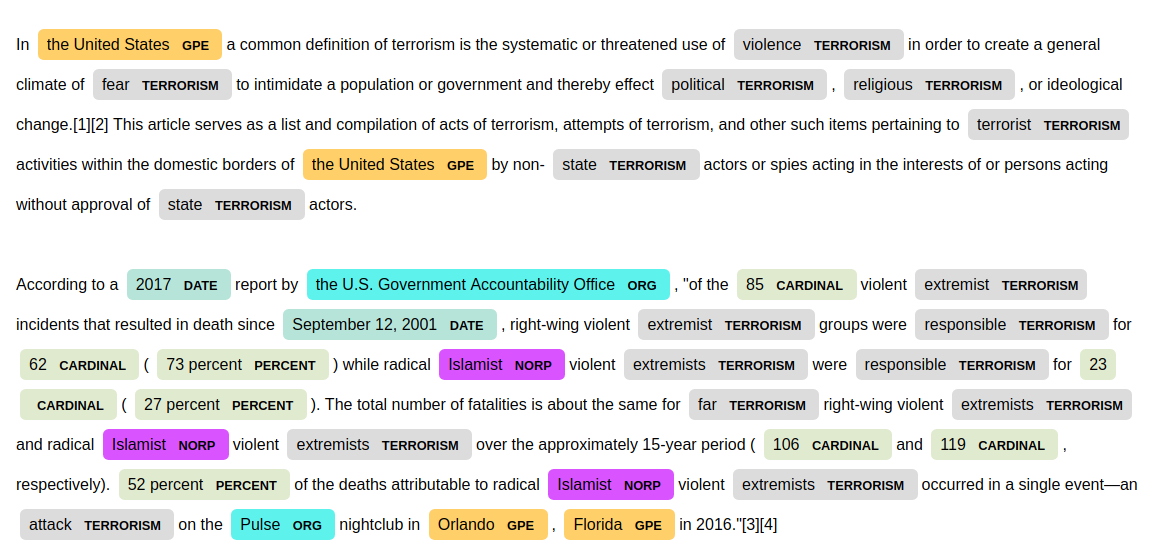 In the United States GPE a common definition of terrorism is the systematic or threatened use of violence TERRORISM in order to create a general
climate of fear TERRORISM to intimidate a population or government and thereby effect political TERRORISM , religious TERRORISM , or ideological
change.[1][2] This article serves as a list and compilation of acts of terrorism, attempts of terrorism, and other such items pertaining to terrorist TERRORISM
activities within the domestic borders of the United States GPE by non- state TERRORISM actors or spies acting in the interests of or persons acting
without approval of state TERRORISM actors.
According to a 2017 DATE report by the U.S. Government Accountability Office ORG , "of the 85 CARDINAL violent extremist TERRORISM
incidents that resulted in death since September 12, 2001 DATE , right-wing violent extremist TERRORISM groups were responsible TERRORISM for
62 CARDINAL ( 73 percent PERCENT ) while radical Islamist NORP violent extremists TERRORISM were responsible TERRORISM for 23
CARDINAL ( 27 percent PERCENT ). The total number of fatalities is about the same for far TERRORISM right-wing violent extremists TERRORISM
and radical Islamist NORP violent extremists TERRORISM over the approximately 15-year period ( 106 CARDINAL and 119 CARDINAL ,
respectively). 52 percent PERCENT of the deaths attributable to radical Islamist NORP violent extremists TERRORISM occurred in a single event—an
attack TERRORISM on the Pulse ORG nightclub in Orlando GPE , Florida GPE in 2016."[3][4]